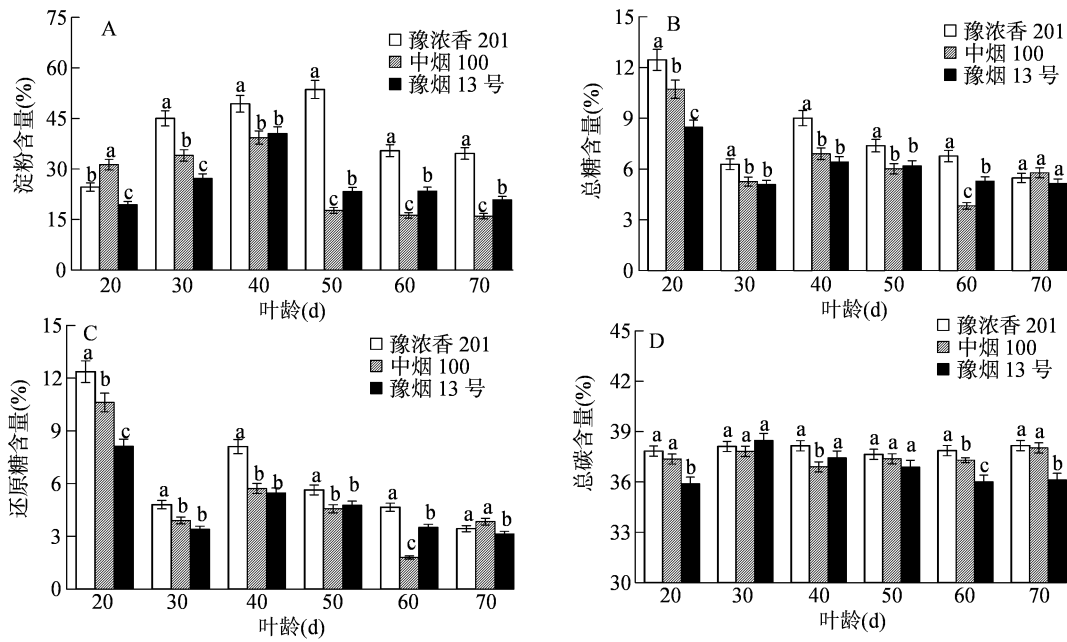 A
淀粉含量(%)
75
60
45
30
15
0
豫浓香 201
中烟 100
豫烟 13 号
b a c
a b c
a b b
a c b
a c b
a c b
20 30 40 50 60 70
叶龄(d)
B
总糖含量(%)
15
12
9
6
3
0
豫浓香 201
中烟 100
豫烟 13 号
a b c
a b b
a b b
a b b
a c b
a a a
20 30 40 50 60 70
叶龄(d)
C
还原糖含量(%)
15
12
9
6
3
0
豫浓香 201
中烟 100
豫烟 13 号
a b c
a b b
a b b
a b b
a c b
a a b
20 30 40 50 60 70
叶龄(d)
D
总碳含量(%)
45
42
39
36
33
30
豫浓香 201
中烟 100
豫烟 13 号
a a b
a a a
a b a
a a a
a b c
a a b
20 30 40 50 60 70
叶龄(d)